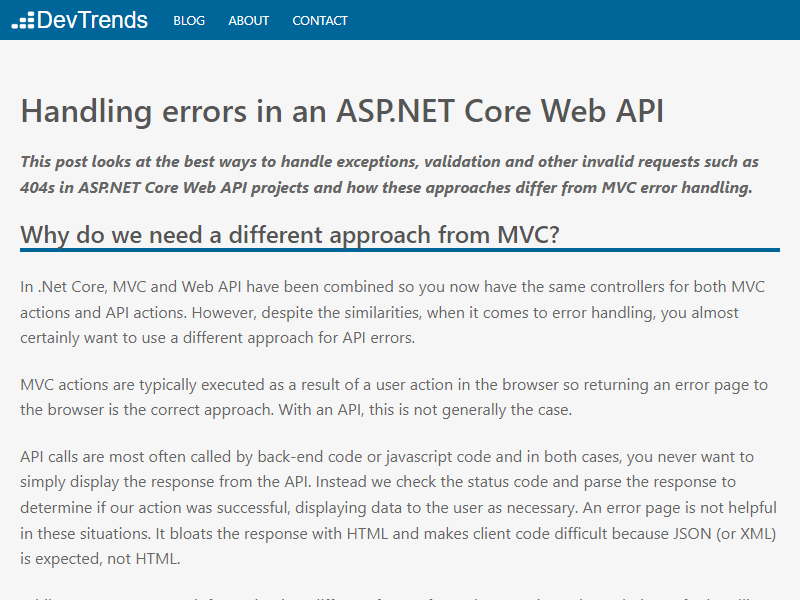 DevTrends BLOG ABOUT CONTACT
Handling errors in an ASP.NET Core Web API
This post looks at the best ways to handle exceptions, validation and other invalid requests such as
404s in ASP.NET Core Web API projects and how these approaches differ from MVC error handling.
Why do we need a different approach from MVC?
In .Net Core, MVC and Web API have been combined so you now have the same controllers for both MVC
actions and API actions. However, despite the similarities, when it comes to error handling, you almost
certainly want to use a different approach for API errors.
MVC actions are typically executed as a result of a user action in the browser so returning an error page to
the browser is the correct approach. With an API, this is not generally the case.
API calls are most often called by back-end code or javascript code and in both cases, you never want to
simply display the response from the API. Instead we check the status code and parse the response to
determine if our action was successful, displaying data to the user as necessary. An error page is not helpful
in these situations. It bloats the response with HTML and makes client code difficult because JSON (or XML)
is expected, not HTML.